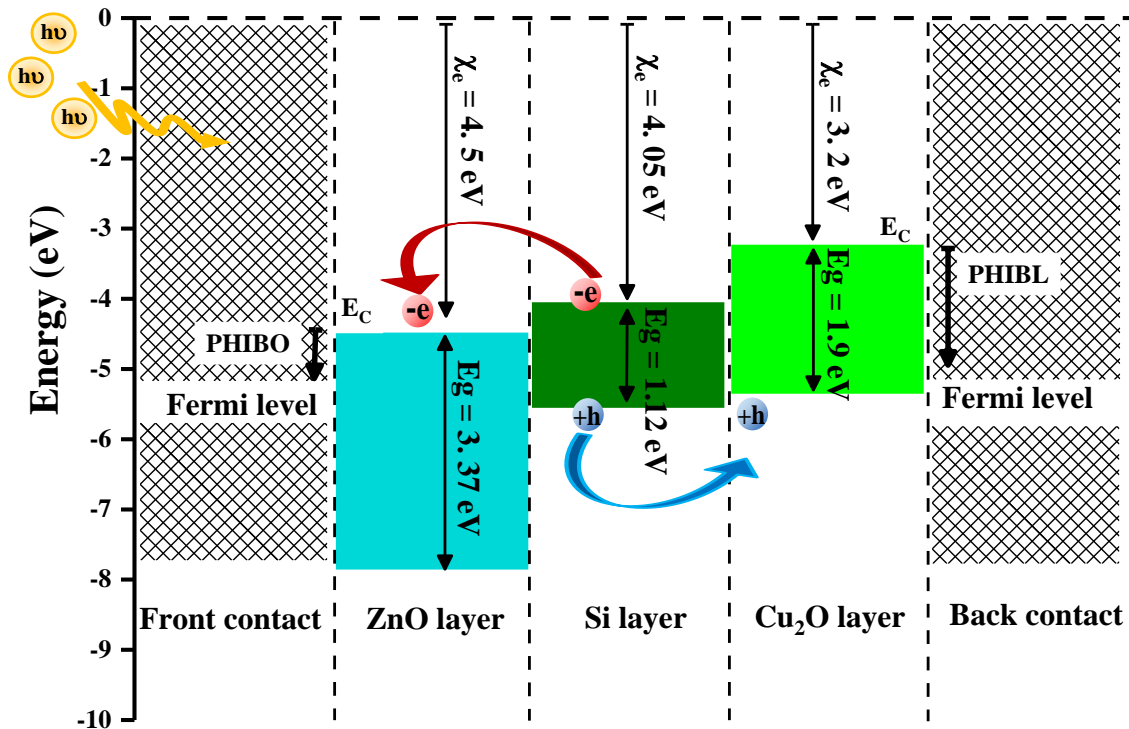 0
-1
-2
-3
-4
-5
-6
-7
-8
-9
-10
Energy (eV)
hυ
hυ
hυ
PHIBO
Fermi level
Front contact
χe = 4.5 eV
EC
-e
Eg = 3.37 eV
ZnO layer
χe = 4.05 eV
-e
Eg = 1.12 eV
+h
Si layer
χe = 3.2 eV
EC
Eg = 1.9 eV
+h
Cu2O layer
PHIBL
Fermi level
Back contact